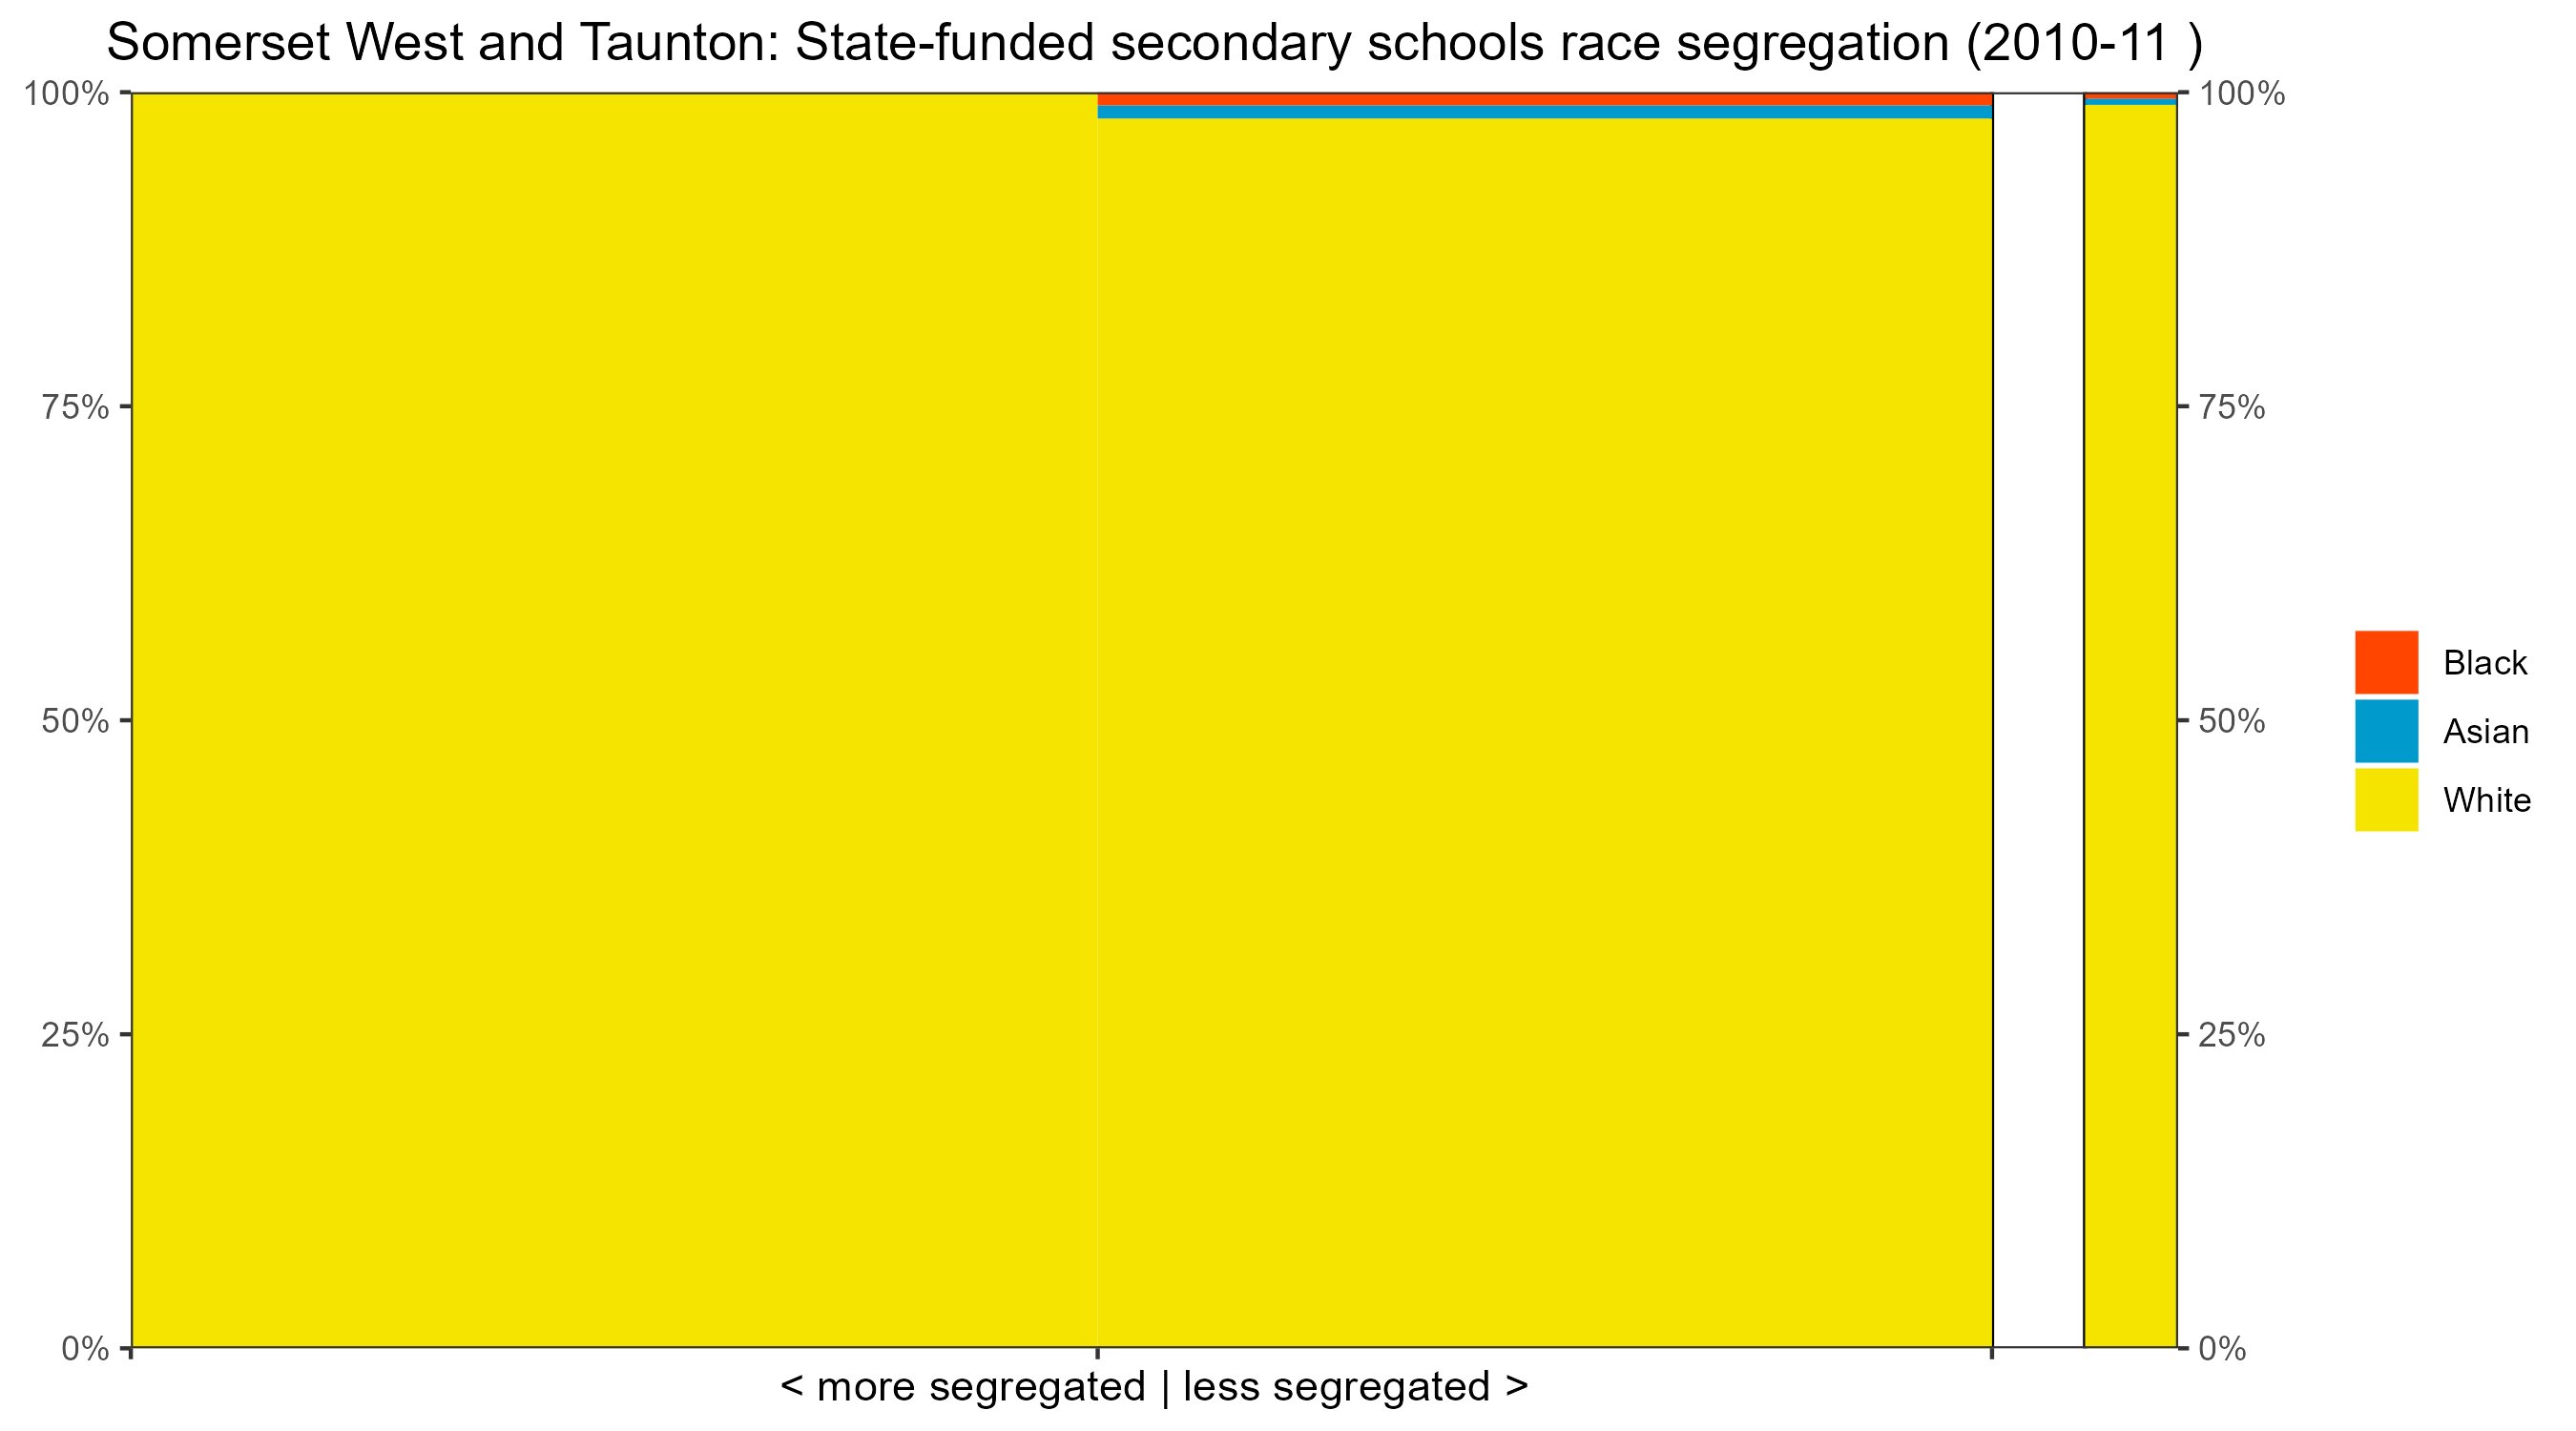 Somerset West and Taunton: State-funded secondary schools race segregation (2010-11 )
100%
75%
50%
25%
0%
100%
75%
50%
25%
0%
Black
Asian
White
< more segregated | less segregated >